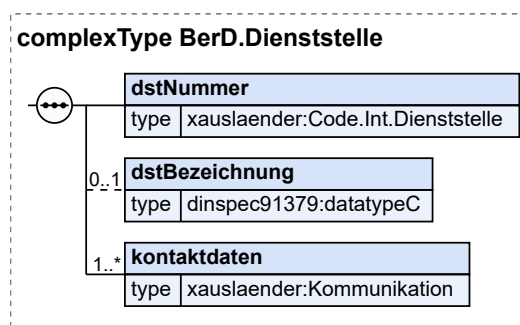 complexType BerD.Dienststelle
dstNummer
type xauslaender:Code.Int.Dienststelle
0..1 dstBezeichnung
type dinspec91379:datatypeC
1..* kontaktdaten
type xauslaender:Kommunikation